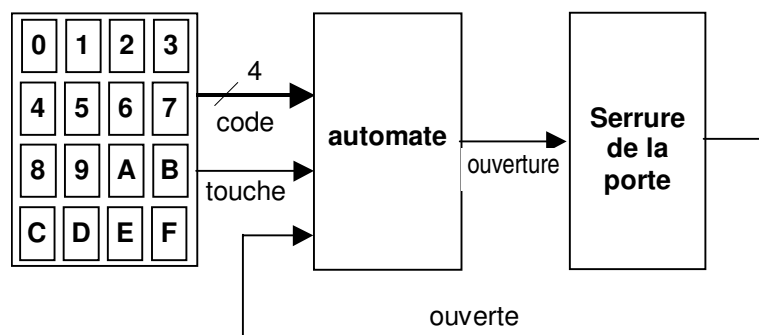 0 1 2 3
4 5 6 7
8 9 A B
C D E F
4
code
touche
automate
ouverture
Serrure
de la
porte
ouverte